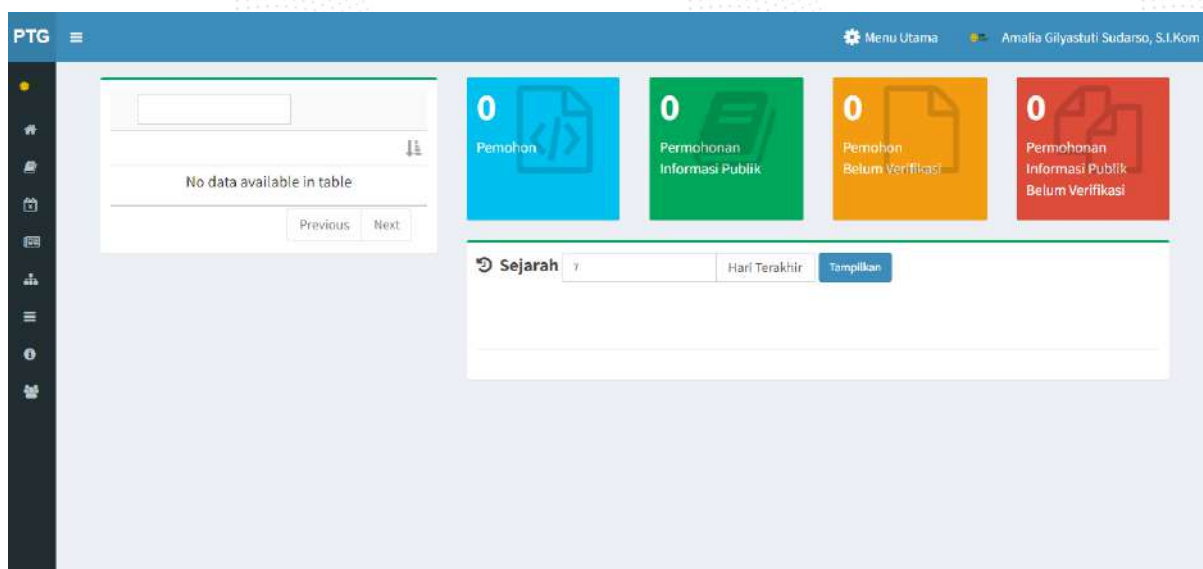 PTG
Menu Utama
Amalia Gilyastuti Sudarso, S.I.Kom
No data available in table
Previous Next
0
Pemohon
0
Permohonan
Informasi Publik
0
Pemohon
Belum Verifikasi
0
Permohonan
Informasi Publik
Belum Verifikasi
Sejarah 7 Hari Terakhir Tampilkan